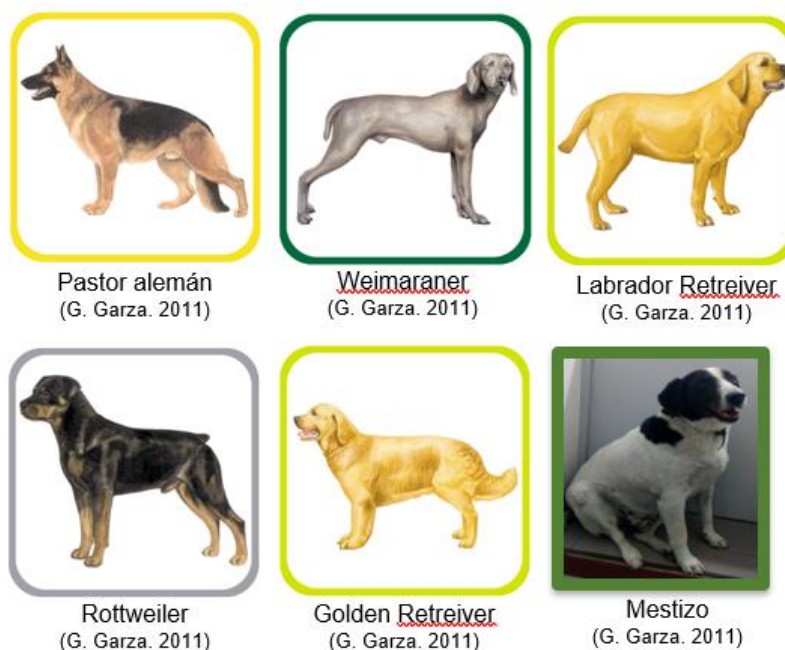 Pastor alemán
(G. Garza. 2011)
Weimaraner
(G. Garza. 2011)
Labrador Retreiver
(G. Garza. 2011)
Rottweiler
(G. Garza. 2011)
Golden Retreiver
(G. Garza. 2011)
Mestizo
(G. Garza. 2011)